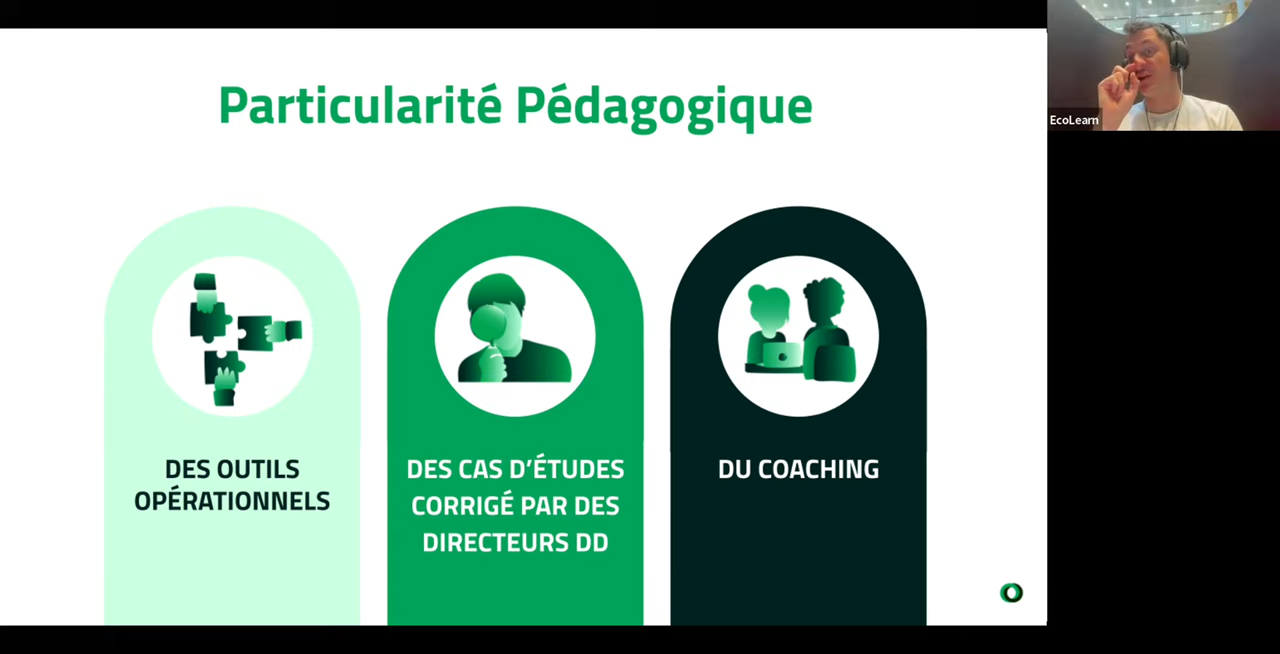 Particularité Pédagogique
EcoLearn
DES OUTILS
OPÉRATIONNELS
DES CAS D'ÉTUDES
CORRIGÉ PAR DES
DIRECTEURS DD
DU COACHING